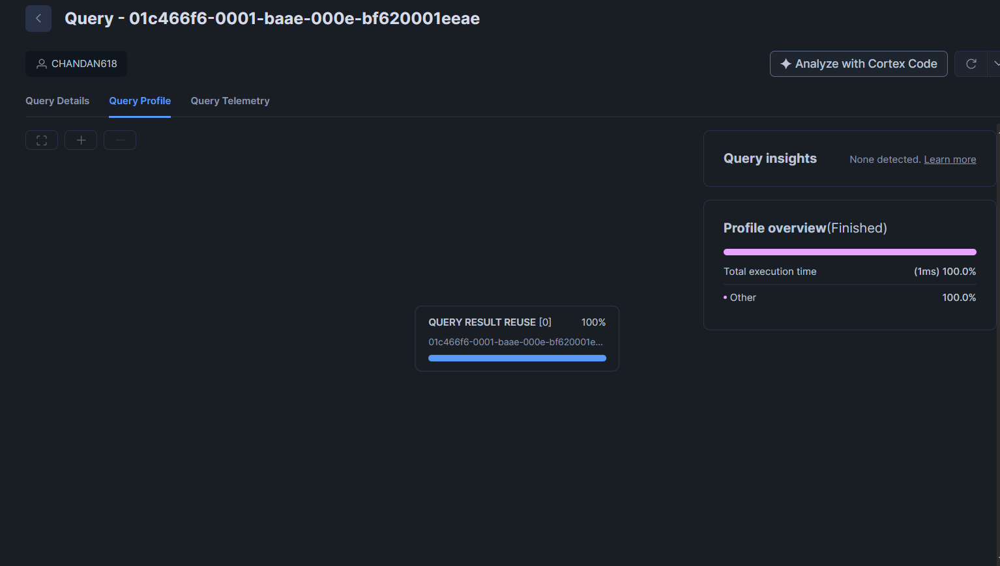 Query - 01c466f6-0001-baae-000e-bf620001eeae
CHANDAN618
Analyze with Cortex Code
Query Details
Query Profile
Query Telemetry
Query insights
None detected. Learn more
Profile overview(Finished)
Total execution time
(1ms) 100.0%
Other
100.0%
QUERY RESULT REUSE [0]
100%
01c466f6-0001-baae-000e-bf620001e...